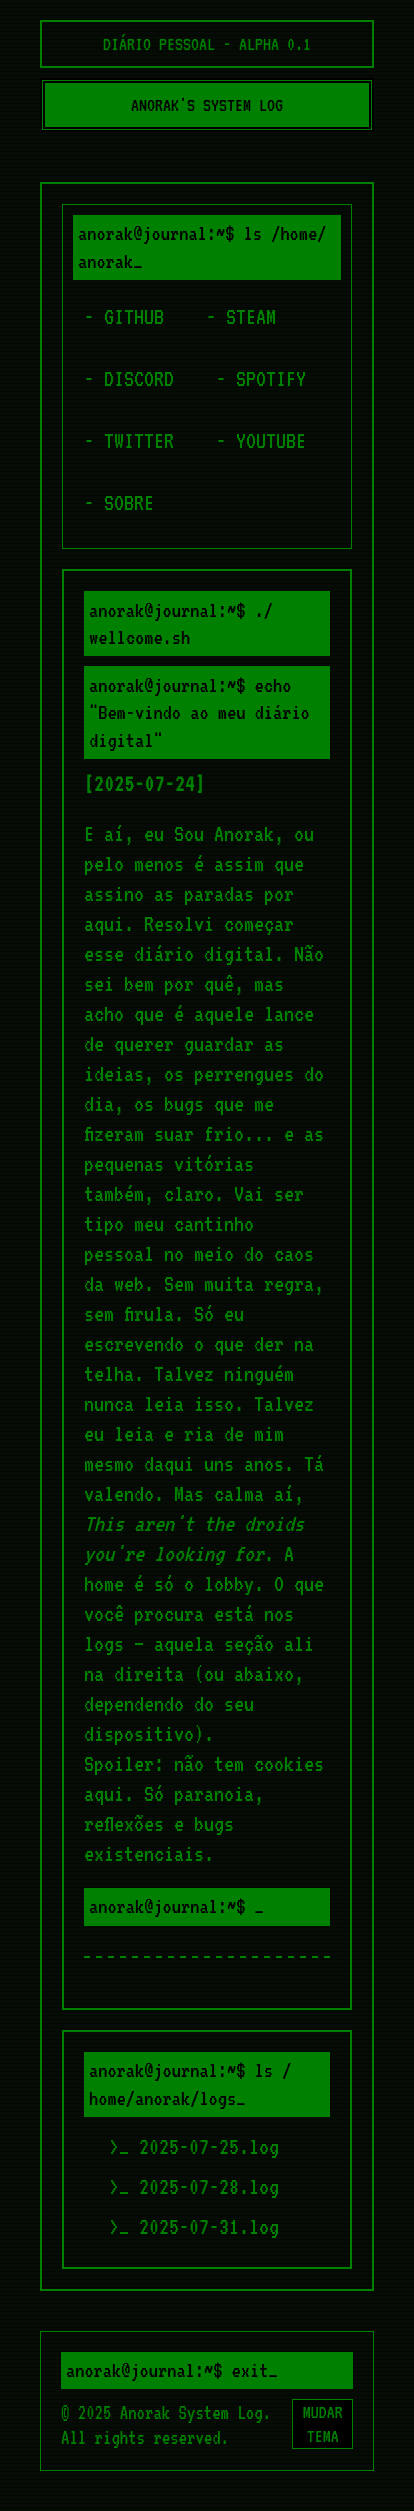 DIÁRIO PESSOAL - ALPHA 0.1
ANORAK'S SYSTEM LOG
anorak@journal:~$ ls /home/
anorak_
- GITHUB - STEAM
- DISCORD - SPOTIFY
- TWITTER - YOUTUBE
- SOBRE
anorak@journal:~$ ./
wellcome.sh
anorak@journal:~$ echo
"Bem-vindo ao meu diário
digital"
[2025-07-24]
E aí, eu Sou Anorak, ou
pelo menos é assim que
assino as paradas por
aqui. Resolvi começar
esse diário digital. Não
sei bem por quê, mas
acho que é aquele lance
de querer guardar as
ideias, os perrengues do
dia, os bugs que me
fizeram suar frio... e as
pequenas vitórias
também, claro. Vai ser
tipo meu cantinho
pessoal no meio do caos
da web. Sem muita regra,
sem firula. Só eu
escrevendo o que der na
telha. Talvez ninguém
nunca leia isso. Talvez
eu leia e ria de mim
mesmo daqui uns anos. Tá
valendo. Mas calma aí,
This aren't the droids
you're looking for. A
home é só o lobby. O que
você procura está nos
logs — aquela seção ali
na direita (ou abaixo,
dependendo do seu
dispositivo).
Spoiler: não tem cookies
aqui. Só paranoia,
reflexões e bugs
existenciais.
anorak@journal:~$ _
anorak@journal:~$ ls /
home/anorak/logs_
>_ 2025-07-25.log
>_ 2025-07-28.log
>_ 2025-07-31.log
anorak@journal:~$ exit_
© 2025 Anorak System Log.
All rights reserved.
MUDAR
TEMA